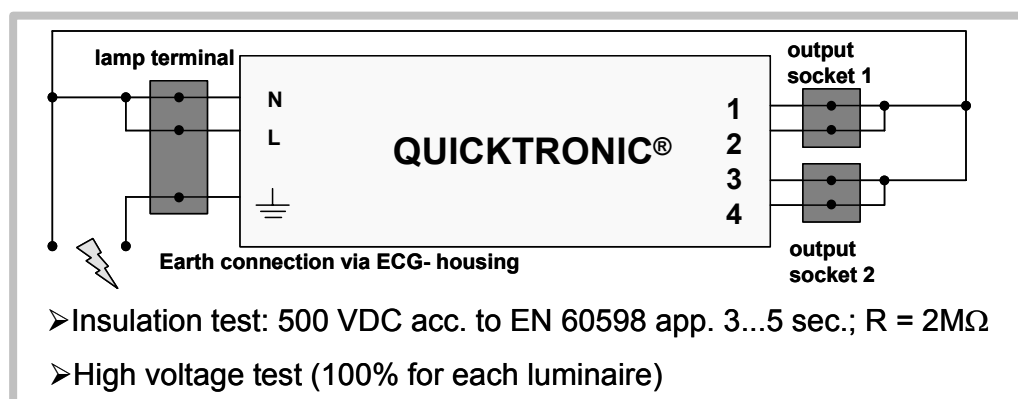 lamp terminal
output
socket 1
N
L
QUICKTRONIC®
1
2
3
4
Earth connection via ECG- housing
output
socket 2
➢Insulation test: 500 VDC acc. to EN 60598 app. 3...5 sec.; R = 2MΩ
➢High voltage test (100% for each luminaire)